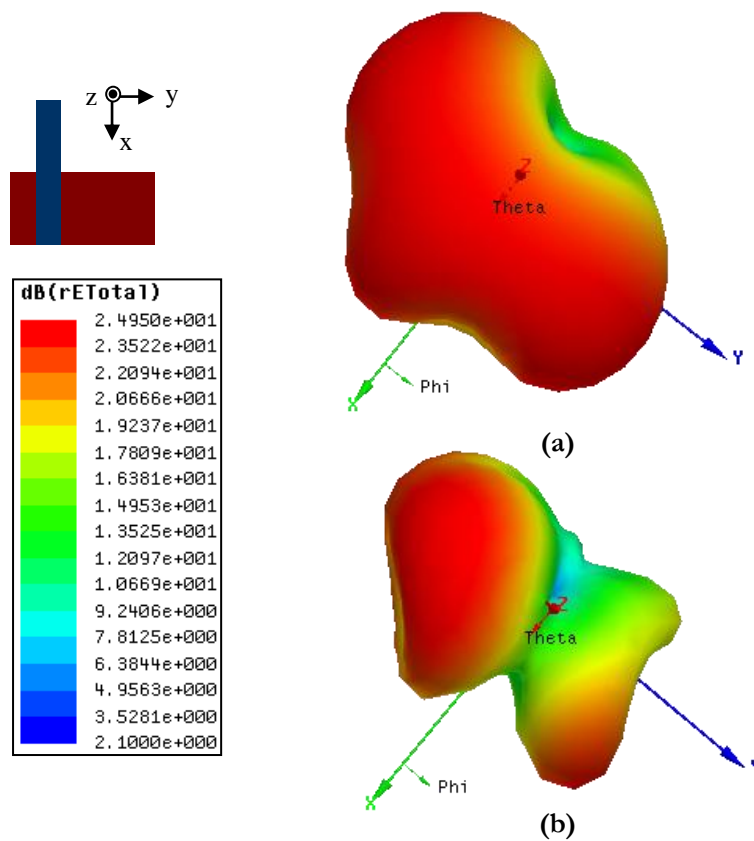 z
y
x
dB(rETotal)
2.4950e+001
2.3522e+001
2.2094e+001
2.0666e+001
1.9237e+001
1.7809e+001
1.6381e+001
1.4953e+001
1.3525e+001
1.2097e+001
1.0669e+001
9.2406e+000
7.8125e+000
6.3844e+000
4.9563e+000
3.5281e+000
2.1000e+000
Z
Theta
Y
X
Phi
(a)
Z
Theta
X
Phi
(b)